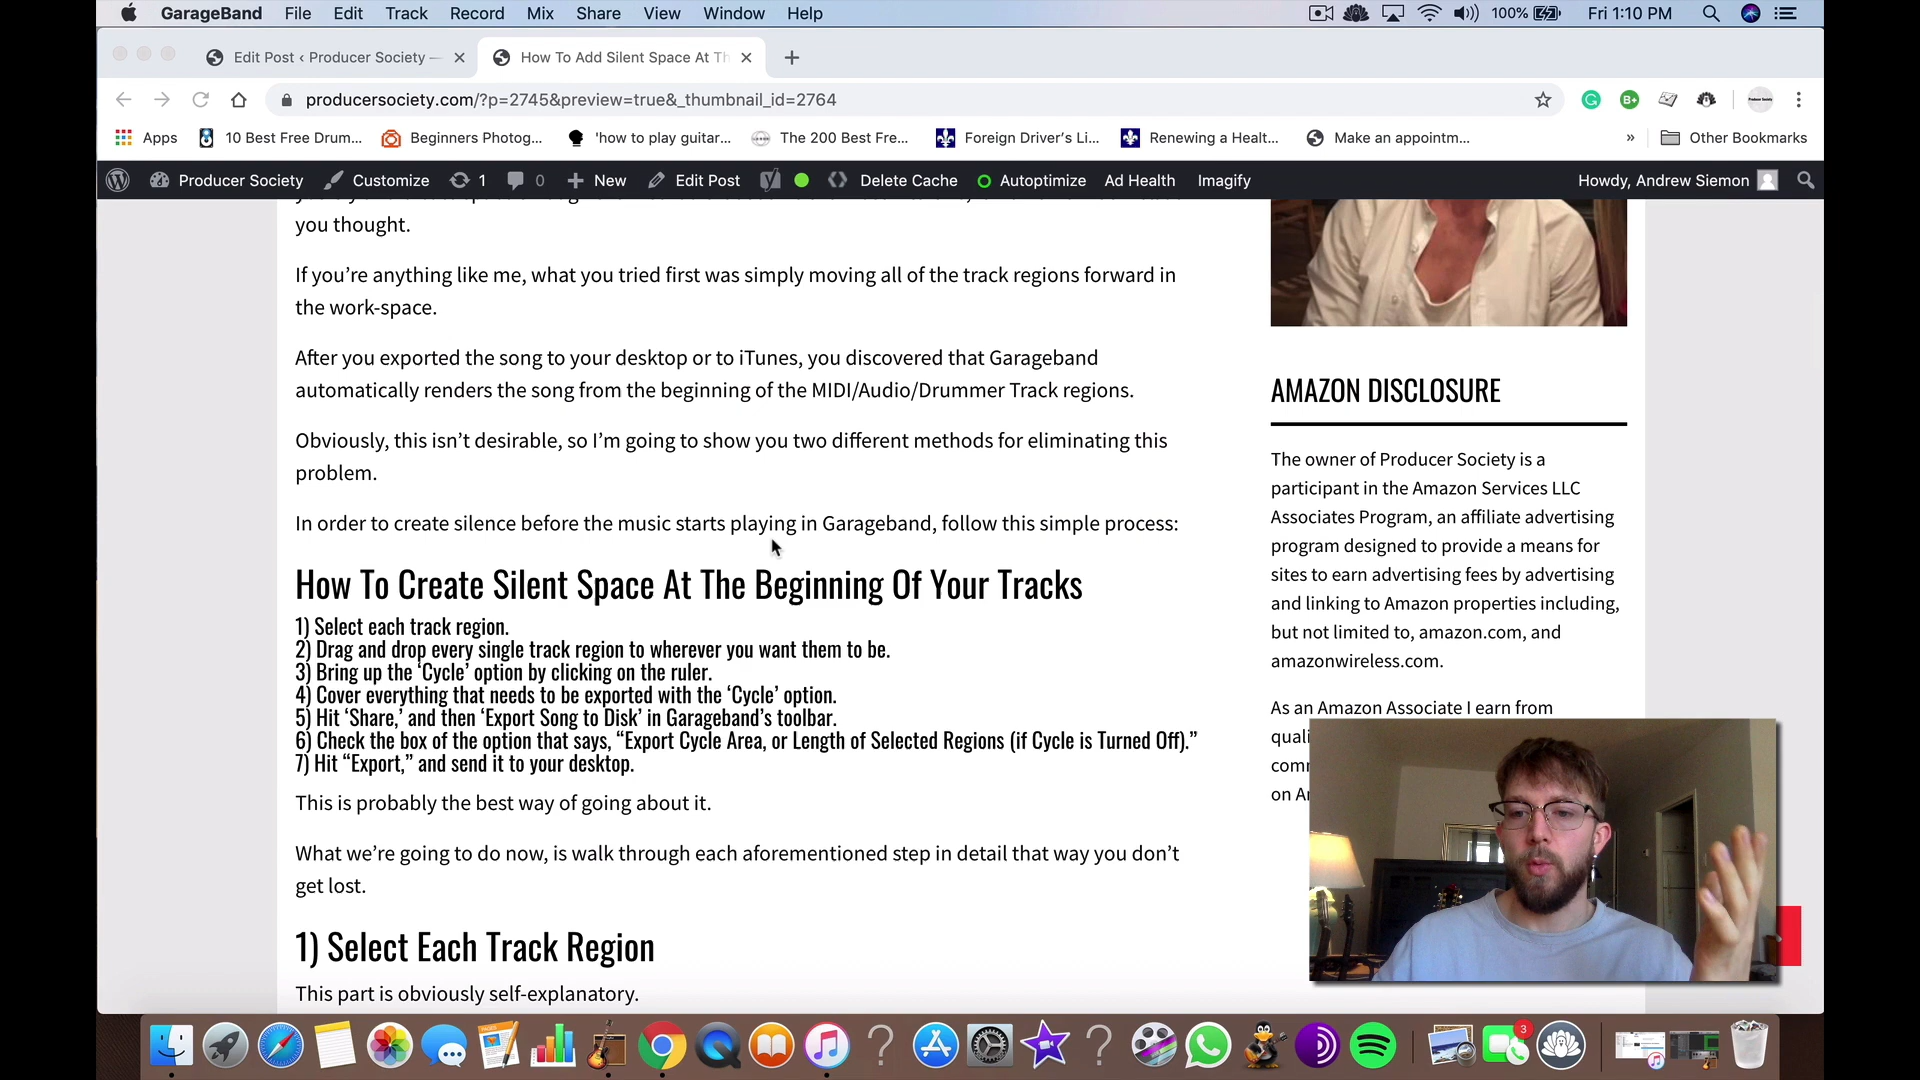 GarageBand File Edit Track Record Mix Share View Window Help 100% Fri 1:10 PM
Edit Post ‹ Producer Society — How To Add Silent Space At Th
producersociety.com/?p=2745&preview=true&_thumbnail_id=2764
Apps 10 Best Free Drum... Beginners Photog... 'how to play guitar... The 200 Best Fre... Foreign Driver's Li... Renewing a Healt... Make an appointm... » Other Bookmarks
Producer Society Customize 1 0 New Edit Post Delete Cache Autoptimize Ad Health Imagify Howdy, Andrew Siemon
you thought.
If you're anything like me, what you tried first was simply moving all of the track regions forward in
the work-space.
After you exported the song to your desktop or to iTunes, you discovered that Garageband
automatically renders the song from the beginning of the MIDI/Audio/Drummer Track regions.
Obviously, this isn't desirable, so I'm going to show you two different methods for eliminating this
problem.
In order to create silence before the music starts playing in Garageband, follow this simple process:
How To Create Silent Space At The Beginning Of Your Tracks
1) Select each track region.
2) Drag and drop every single track region to wherever you want them to be.
3) Bring up the 'Cycle' option by clicking on the ruler.
4) Cover everything that needs to be exported with the 'Cycle' option.
5) Hit 'Share,' and then 'Export Song to Disk' in Garageband's toolbar.
6) Check the box of the option that says, "Export Cycle Area, or Length of Selected Regions (if Cycle is Turned Off)."
7) Hit "Export," and send it to your desktop.
This is probably the best way of going about it.
What we're going to do now, is walk through each aforementioned step in detail that way you don't
get lost.
1) Select Each Track Region
This part is obviously self-explanatory.
AMAZON DISCLOSURE
The owner of Producer Society is a
participant in the Amazon Services LLC
Associates Program, an affiliate advertising
program designed to provide a means for
sites to earn advertising fees by advertising
and linking to Amazon properties including,
but not limited to, amazon.com, and
amazonwireless.com.
As an Amazon Associate I earn from
on
3